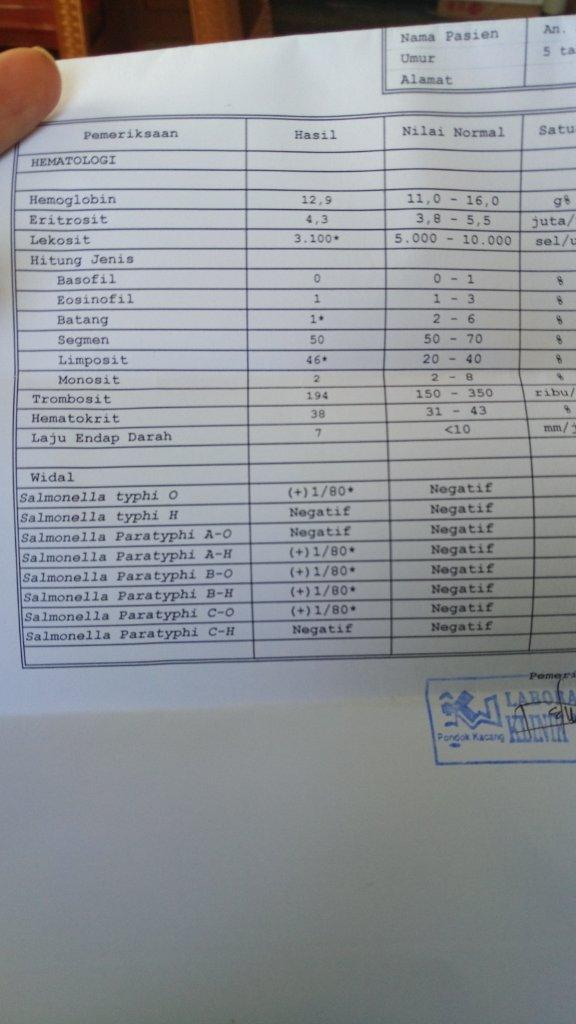 Nama Pasien An.
Umur 5 ta
Alamat
Pemeriksaan Hasil Nilai Normal Satu
HEMATOLOGI
Hemoglobin 12,9 11,0 - 16,0 g%
Eritrosit 4,3 3,8 - 5,5 juta/
Lekosit 3.100* 5.000 - 10.000 sel/u
Hitung Jenis
Basofil 0 0 - 1 %
Eosinofil 1 1 - 3 %
Batang 1* 2 - 6 %
Segmen 50 50 - 70 %
Limposit 46* 20 - 40 %
Monosit 2 2 - 8 %
Trombosit 194 150 - 350 ribu/
Hematokrit 38 31 - 43 %
Laju Endap Darah 7 <10 mm/j
Widal
Salmonella typhi O (+)1/80* Negatif
Salmonella typhi H Negatif Negatif
Salmonella Paratyphi A-O Negatif Negatif
Salmonella Paratyphi A-H (+)1/80* Negatif
Salmonella Paratyphi B-O (+)1/80* Negatif
Salmonella Paratyphi B-H (+)1/80* Negatif
Salmonella Paratyphi C-O (+)1/80* Negatif
Salmonella Paratyphi C-H Negatif Negatif
Pemeri
LABORA
Pondok Kacang